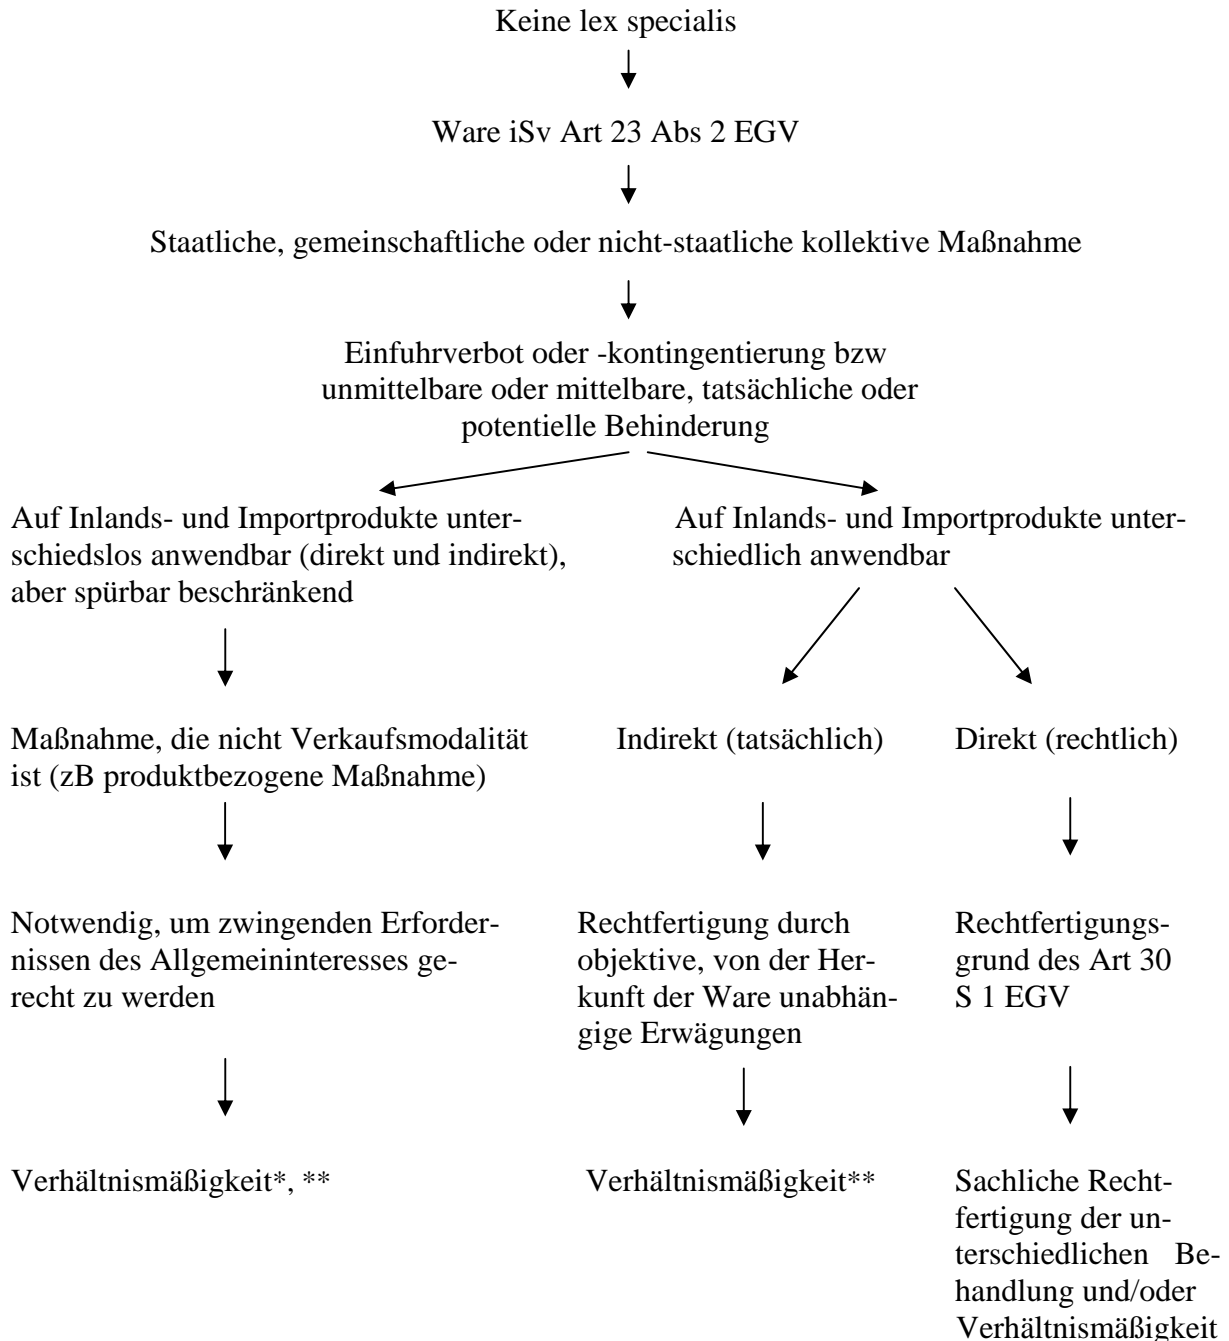 Keine lex specialis
Ware iSv Art 23 Abs 2 EGV
Staatliche, gemeinschaftliche oder nicht-staatliche kollektive Maßnahme
Einfuhrverbot oder -kontingentierung bzw
unmittelbare oder mittelbare, tatsächliche oder
potentielle Behinderung
Auf Inlands- und Importprodukte unter-
schiedslos anwendbar (direkt und indirekt),
aber spürbar beschränkend
Auf Inlands- und Importprodukte unter-
schiedlich anwendbar
Maßnahme, die nicht Verkaufsmodalität
ist (zB produktbezogene Maßnahme)
Indirekt (tatsächlich)
Direkt (rechtlich)
Notwendig, um zwingenden Erforder-
nissen des Allgemeininteresses ge-
recht zu werden
Rechtfertigung durch
objektive, von der Her-
kunft der Ware unabhän-
gige Erwägungen
Rechtfertigungs-
grund des Art 30
S 1 EGV
Verhältnismäßigkeit*, **
Verhältnismäßigkeit**
Sachliche Recht-
fertigung der un-
terschiedlichen Be-
handlung und/oder
Verhältnismäßigkeit